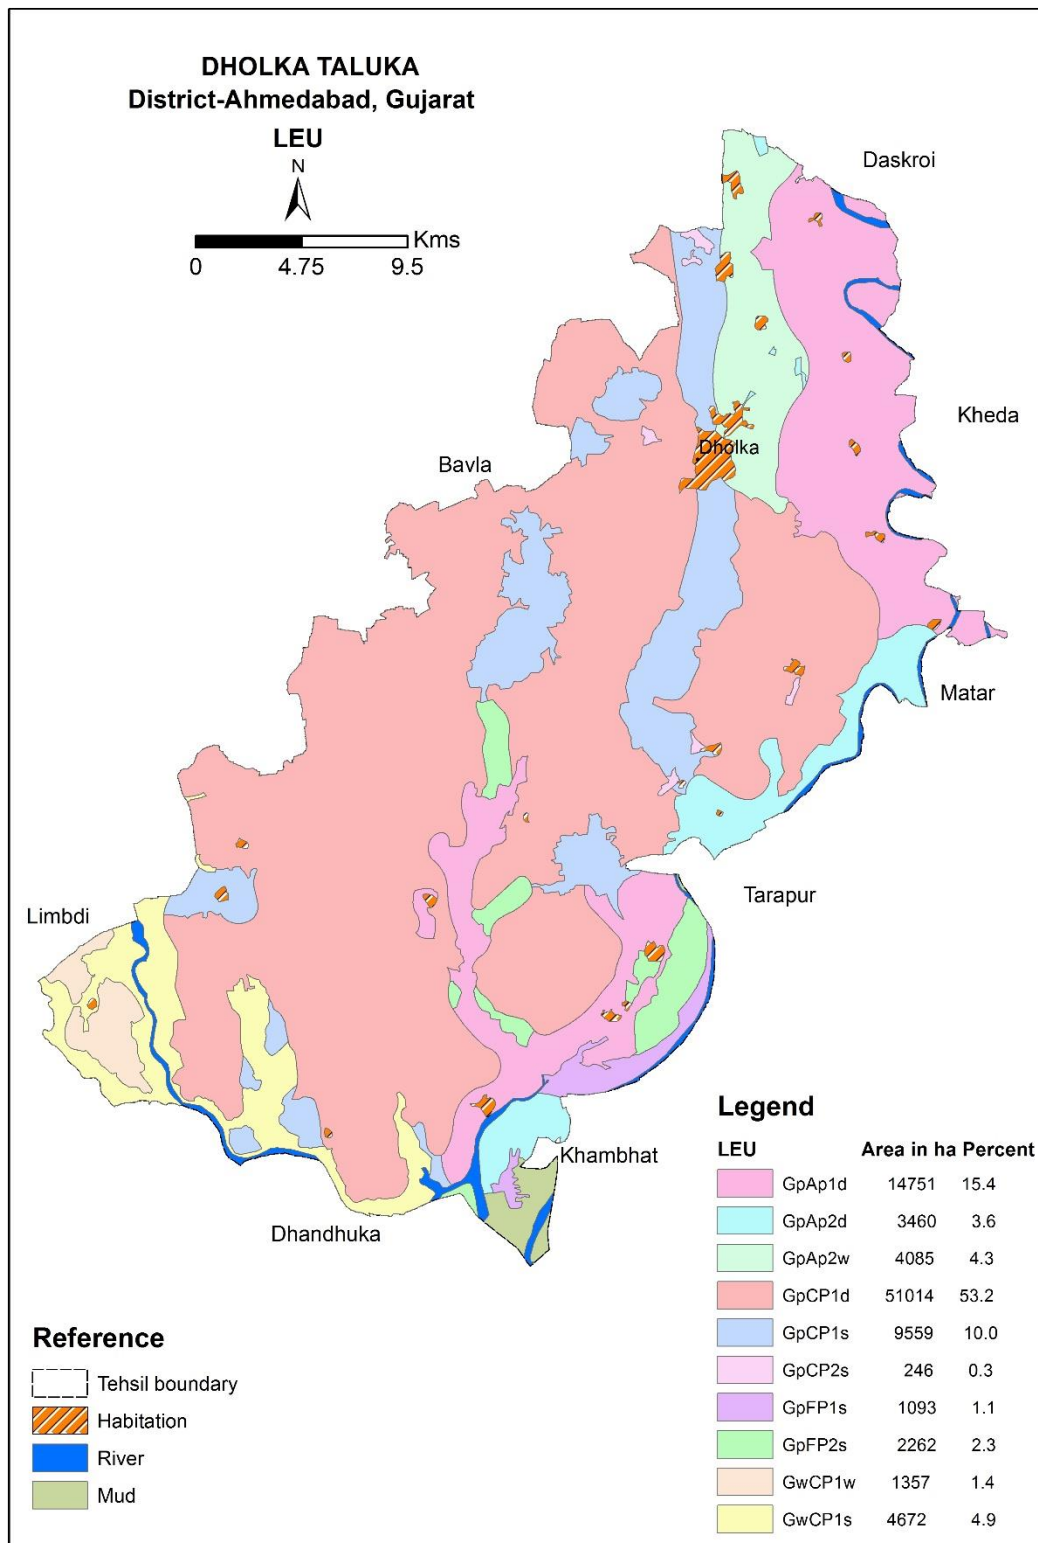 DHOLKA TALUKA
District-Ahmedabad, Gujarat
LEU
N
Kms
0 4.75 9.5
Daskroi
Kheda
Bavla
Dholka
Matar
Tarapur
Limbdi
Khambhat
Dhandhuka
Legend
LEU Area in ha Percent
GpAp1d 14751 15.4
GpAp2d 3460 3.6
GpAp2w 4085 4.3
GpCP1d 51014 53.2
GpCP1s 9559 10.0
GpCP2s 246 0.3
GpFP1s 1093 1.1
GpFP2s 2262 2.3
GwCP1w 1357 1.4
GwCP1s 4672 4.9
Reference
Tehsil boundary
Habitation
River
Mud